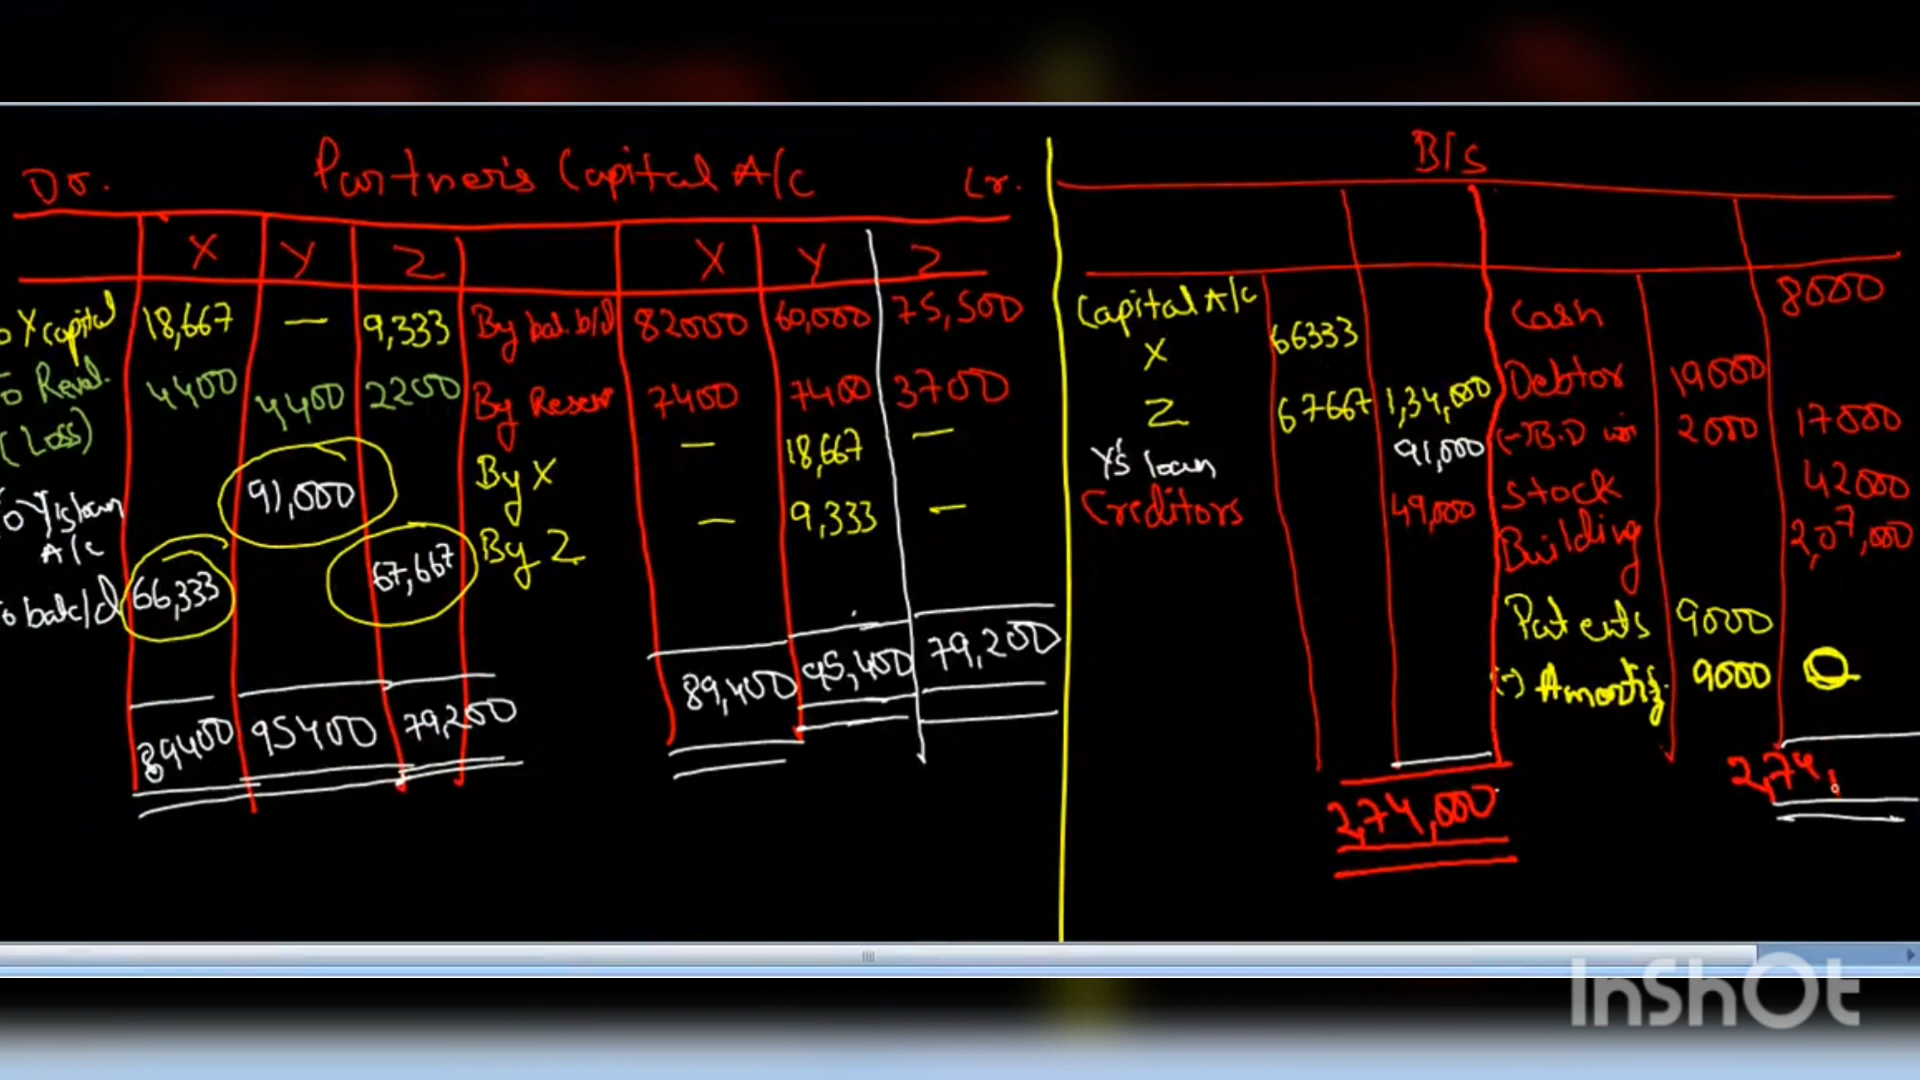 Dr. Partner's Capital A/c Cr.
X Y Z X Y Z
To Y capital 18,667 — 9,333 By bal. b/d 82000 60,000 75,500
To Reval. (Loss) 4400 4400 2200 By Reserv 7400 7400 3700
To Y's loan A/c 91,000 By X — 18,667 —
To bal c/d 66,333 67,667 By Z — 9,333 —
89,400 95,400 79,200
89400 95400 79,200
B/S
Capital A/c Cash 8000
X 66333 Debtor 19000
Z 67667 1,34,000 (-) B.D 2000 17000
Y's loan 91,000 Stock 42000
Creditors 49,000 Building 2,07,000
Patents 9000
(-) Amortiz. 9000 0
2,74,000 2,74,
InShOt